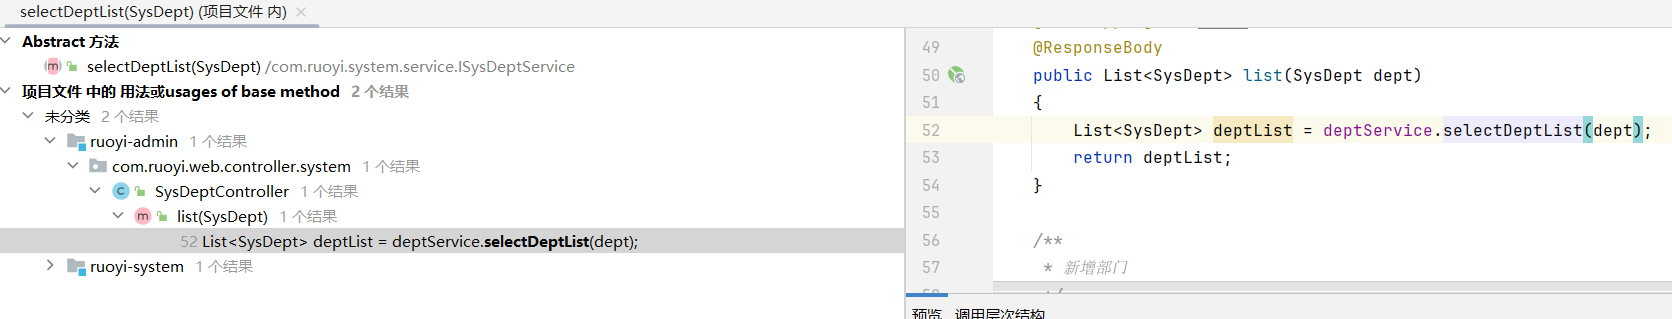 selectDeptList(SysDept) (项目文件 内)
Abstract 方法
selectDeptList(SysDept) /com.ruoyi.system.service.ISysDeptService
项目文件 中的 用法或usages of base method 2 个结果
未分类 2 个结果
ruoyi-admin 1 个结果
com.ruoyi.web.controller.system 1 个结果
SysDeptController 1 个结果
list(SysDept) 1 个结果
52 List<SysDept> deptList = deptService.selectDeptList(dept);
ruoyi-system 1 个结果
49 @ResponseBody
50 public List<SysDept> list(SysDept dept)
51 {
52 List<SysDept> deptList = deptService.selectDeptList(dept);
53 return deptList;
54 }
55
56 /**
57 * 新增部门
预览 调用层次结构